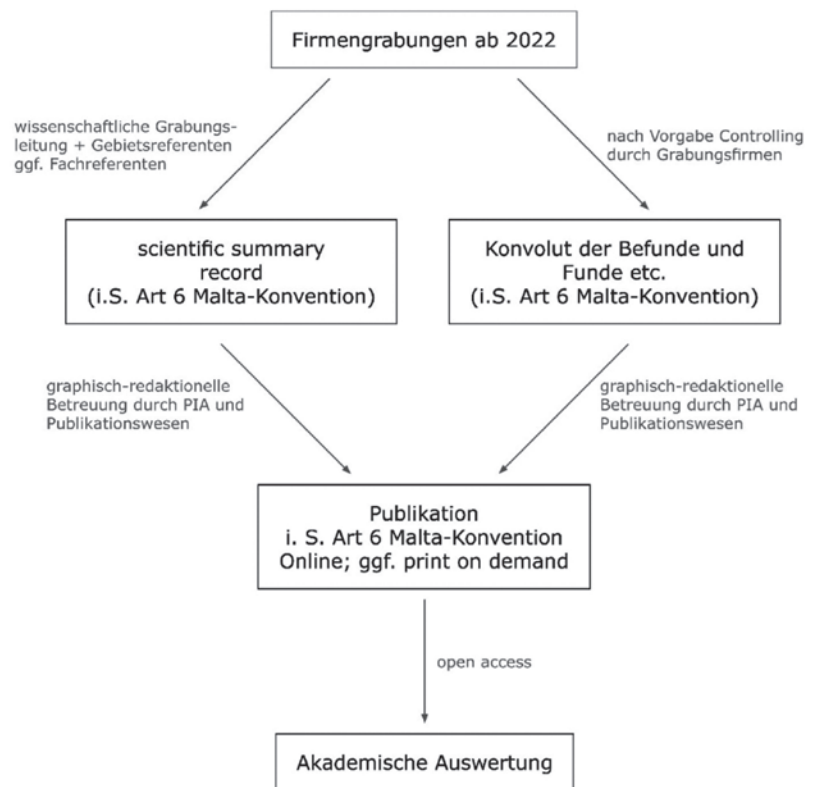 Firmengrabungen ab 2022
wissenschaftliche Grabungs-
leitung + Gebietsreferenten
ggf. Fachreferenten
nach Vorgabe Controlling
durch Grabungsfirmen
scientific summary
record
(i.S. Art 6 Malta-Konvention)
Konvolut der Befunde und
Funde etc.
(i.S. Art 6 Malta-Konvention)
graphisch-redaktionelle
Betreuung durch PIA und
Publikationswesen
graphisch-redaktionelle
Betreuung durch PIA und
Publikationswesen
Publikation
i. S. Art 6 Malta-Konvention
Online; ggf. print on demand
open access
Akademische Auswertung